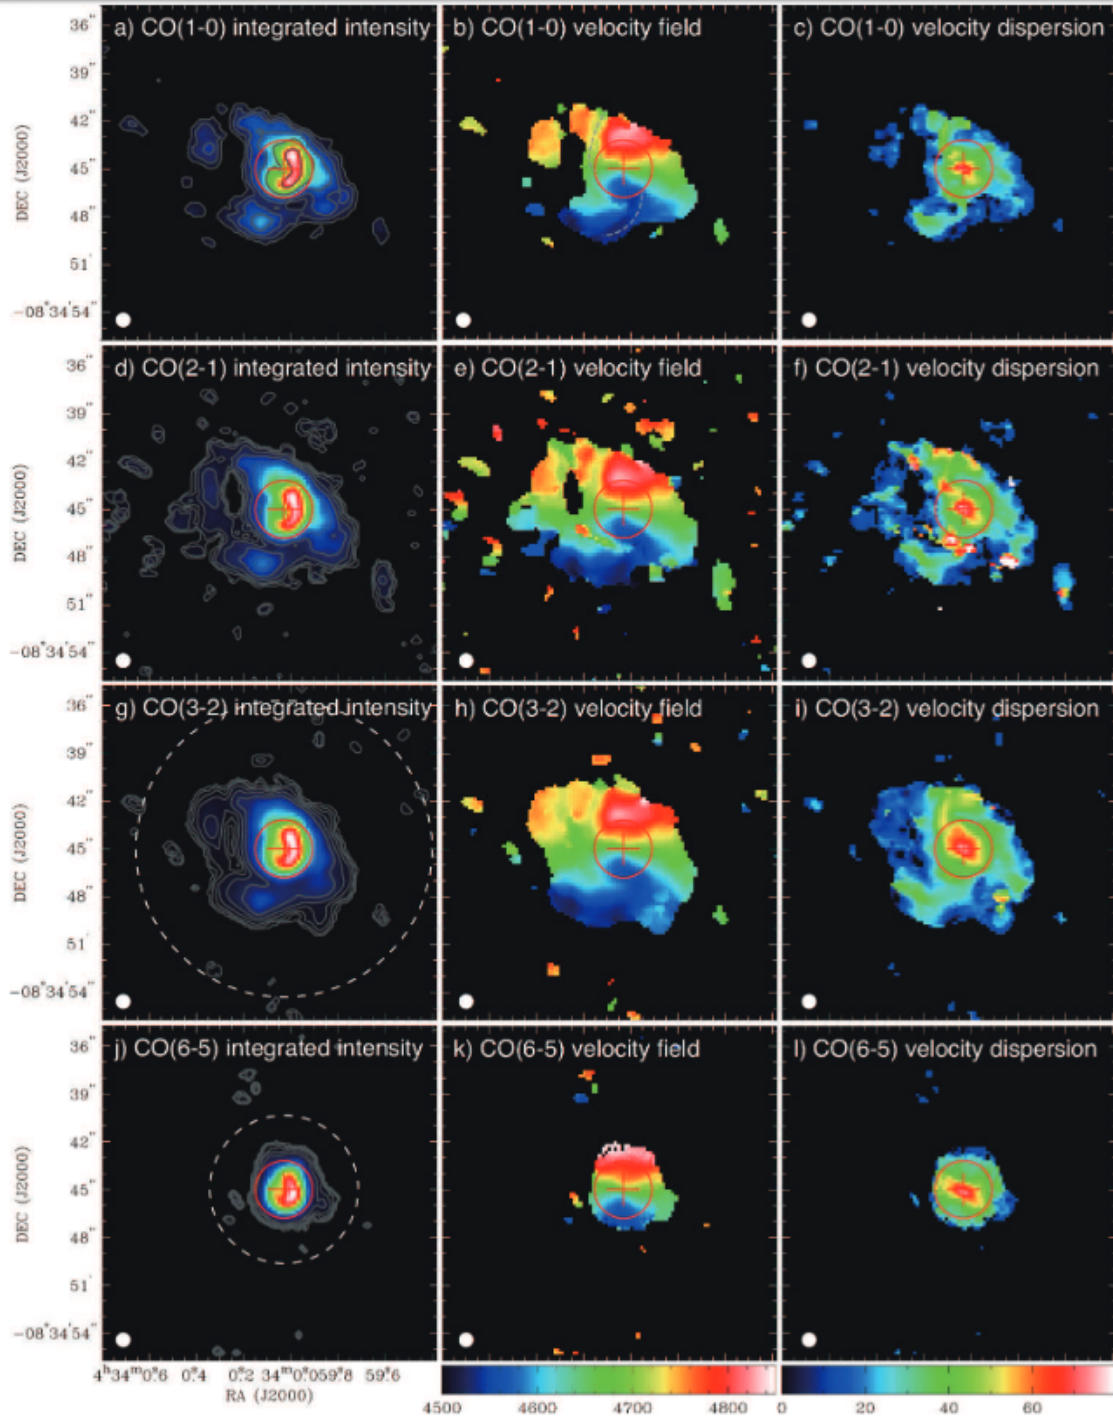 a) CO(1-0) integrated intensity
b) CO(1-0) velocity field
c) CO(1-0) velocity dispersion
36"
39"
42"
45"
48"
51"
−08°34'54"
DEC (J2000)
d) CO(2-1) integrated intensity
e) CO(2-1) velocity field
f) CO(2-1) velocity dispersion
36"
39"
42"
45"
48"
51"
−08°34'54"
DEC (J2000)
g) CO(3-2) integrated intensity
h) CO(3-2) velocity field
i) CO(3-2) velocity dispersion
36"
39"
42"
45"
48"
51"
−08°34'54"
DEC (J2000)
j) CO(6-5) integrated intensity
k) CO(6-5) velocity field
l) CO(6-5) velocity dispersion
36"
39"
42"
45"
48"
51"
−08°34'54"
DEC (J2000)
4ʰ34ᵐ0ˢ.6 0ˢ.4 0ˢ.2 34ᵐ0ˢ.0 59ˢ.8 59ˢ.6
RA (J2000)
4500 4600 4700 4800
0 20 40 60